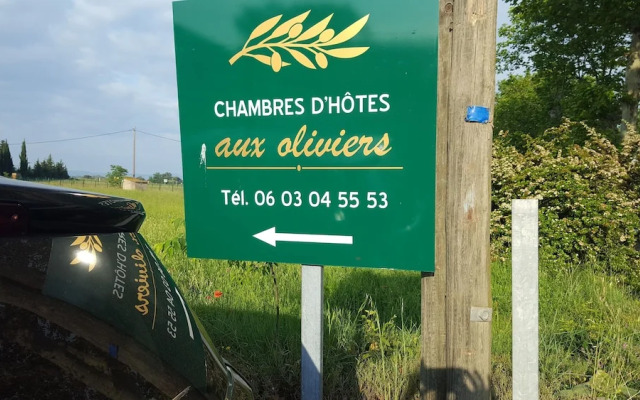 CHAMBRES D'HÔTES
aux oliviers
Tél. 06 03 04 55 53